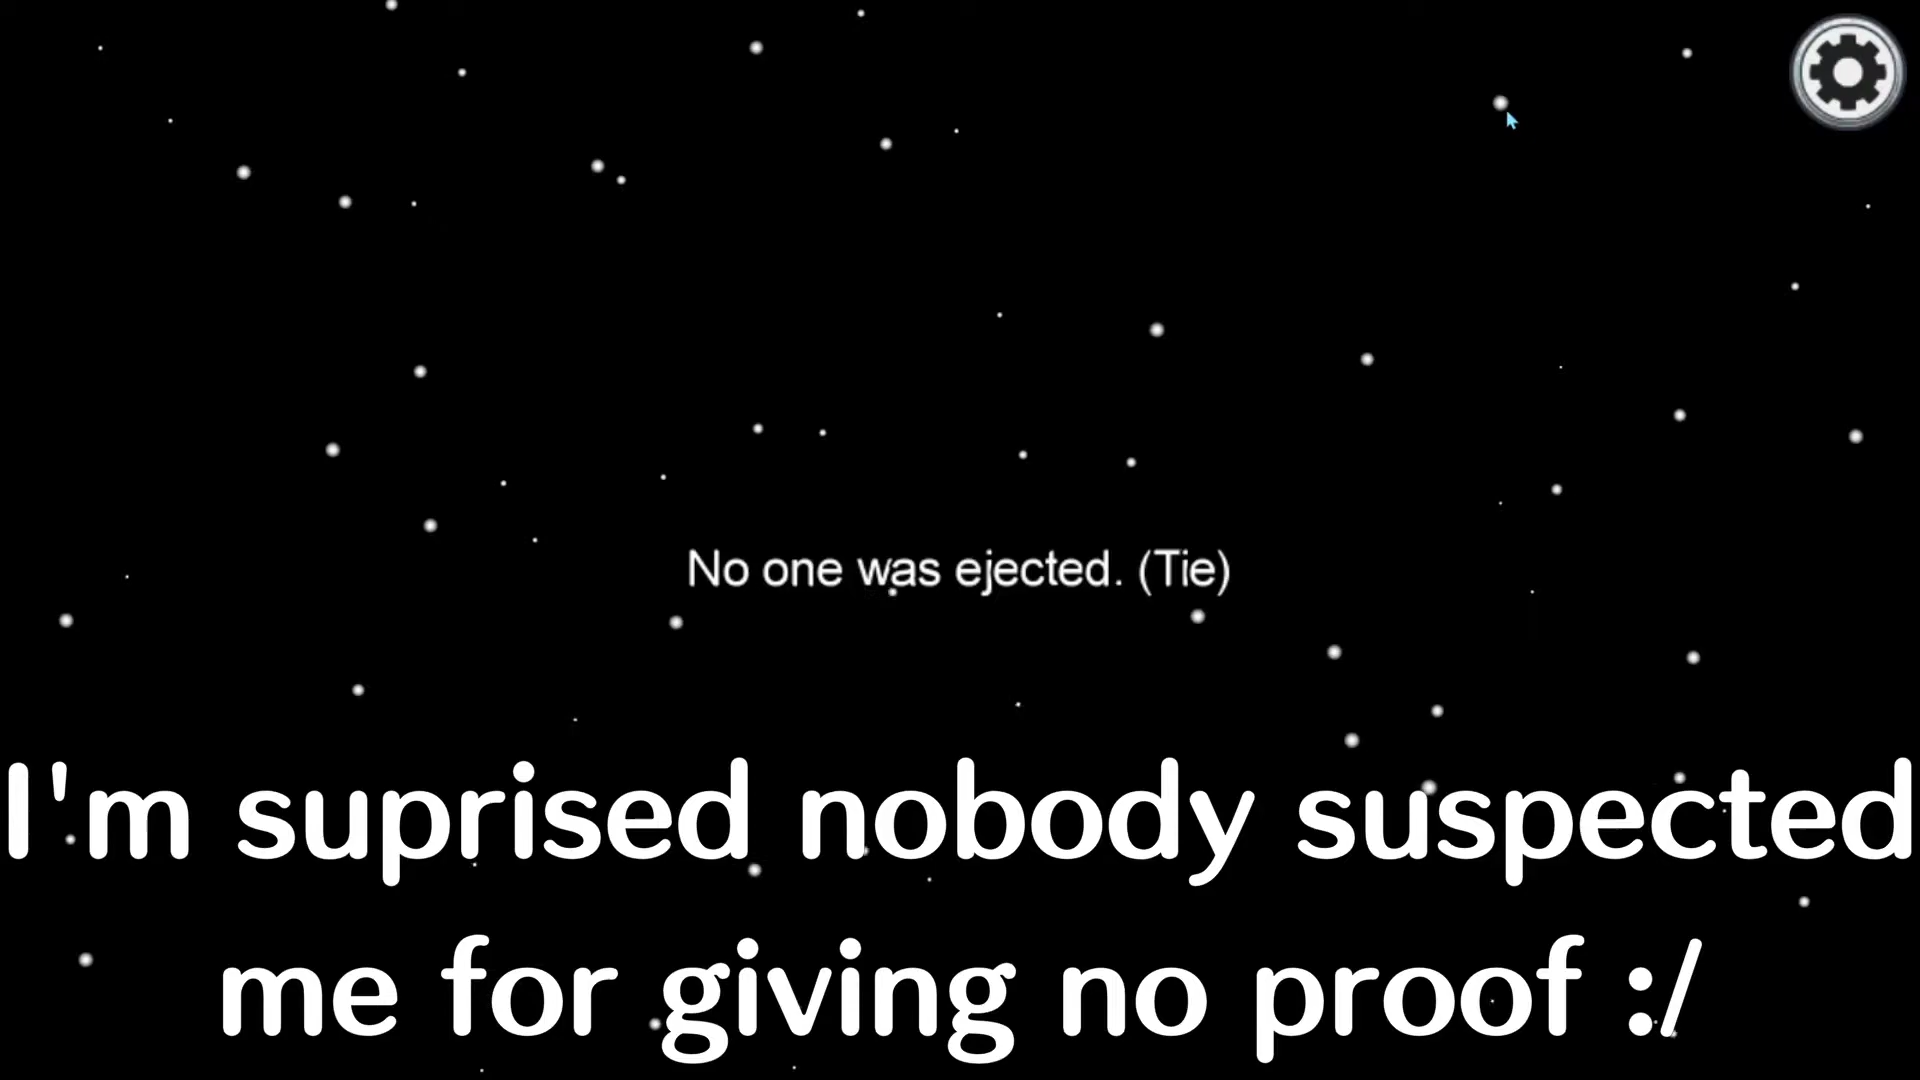 No one was ejected. (Tie)
I'm suprised nobody suspected
me for giving no proof :/